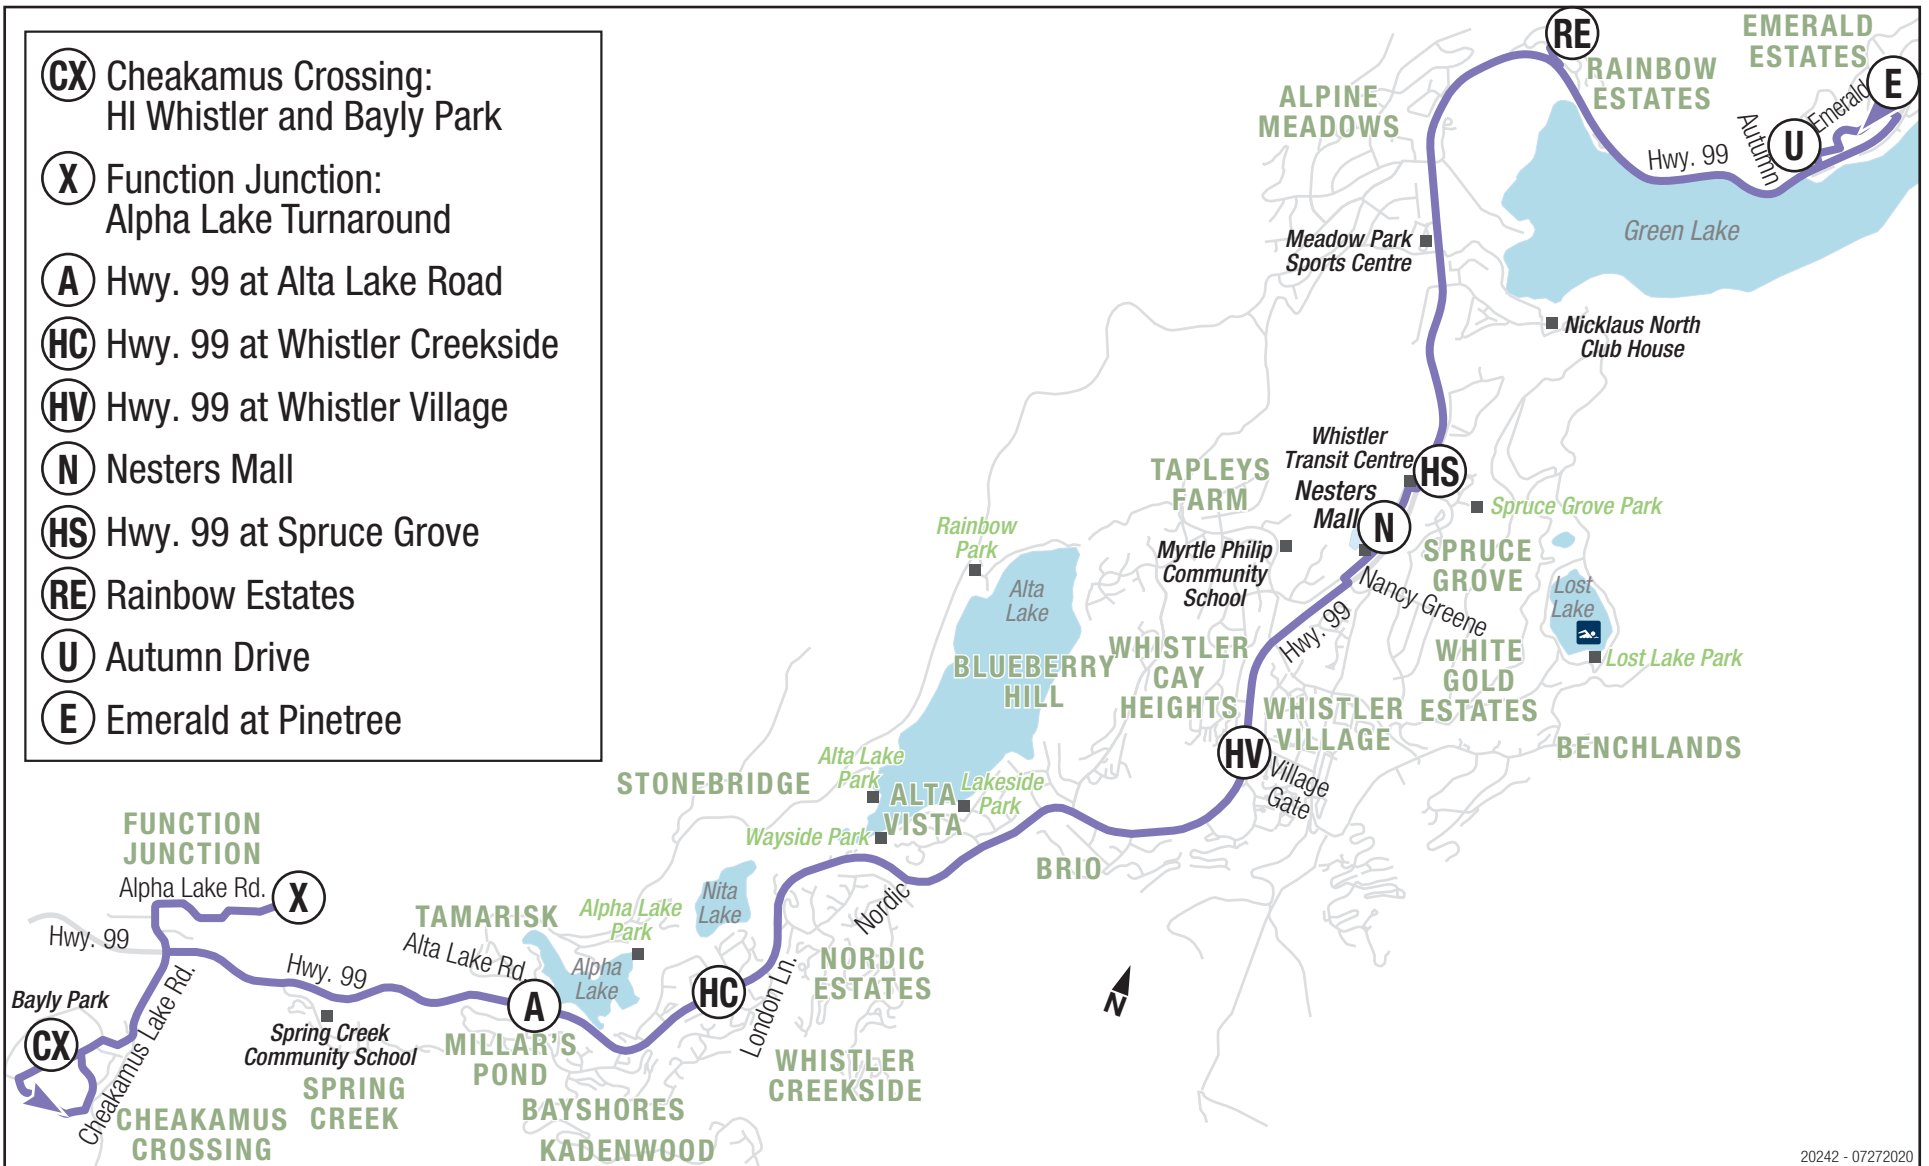 CX Cheakamus Crossing:
HI Whistler and Bayly Park
X Function Junction:
Alpha Lake Turnaround
A Hwy. 99 at Alta Lake Road
HC Hwy. 99 at Whistler Creekside
HV Hwy. 99 at Whistler Village
N Nesters Mall
HS Hwy. 99 at Spruce Grove
RE Rainbow Estates
U Autumn Drive
E Emerald at Pinetree
RE
RAINBOW
ESTATES
EMERALD
ESTATES
E
Emerald
U
Autumn
Hwy. 99
ALPINE
MEADOWS
Green Lake
Meadow Park
Sports Centre
Nicklaus North
Club House
Whistler
Transit Centre
HS
Nesters
Mall
N
TAPLEYS
FARM
Spruce Grove Park
SPRUCE
GROVE
Myrtle Philip
Community
School
Nancy Greene
Hwy. 99
Lost
Lake
Lost Lake Park
WHITE
GOLD
ESTATES
Rainbow
Park
Alta
Lake
BLUEBERRY
HILL
WHISTLER
CAY
HEIGHTS
WHISTLER
VILLAGE
BENCHLANDS
HV
Village
Gate
STONEBRIDGE
Alta Lake
Park
Lakeside
Park
ALTA
VISTA
Wayside Park
BRIO
Nordic
FUNCTION
JUNCTION
Alpha Lake Rd.
X
Hwy. 99
TAMARISK
Alta Lake Rd.
Alpha Lake
Park
Nita
Lake
Alpha
Lake
Hwy. 99
A
HC
London Ln.
NORDIC
ESTATES
N
Bayly Park
CX
Cheakamus Lake Rd.
Spring Creek
Community School
MILLAR'S
POND
WHISTLER
CREEKSIDE
SPRING
CREEK
CHEAKAMUS
CROSSING
BAYSHORES
KADENWOOD
20242 - 07272020